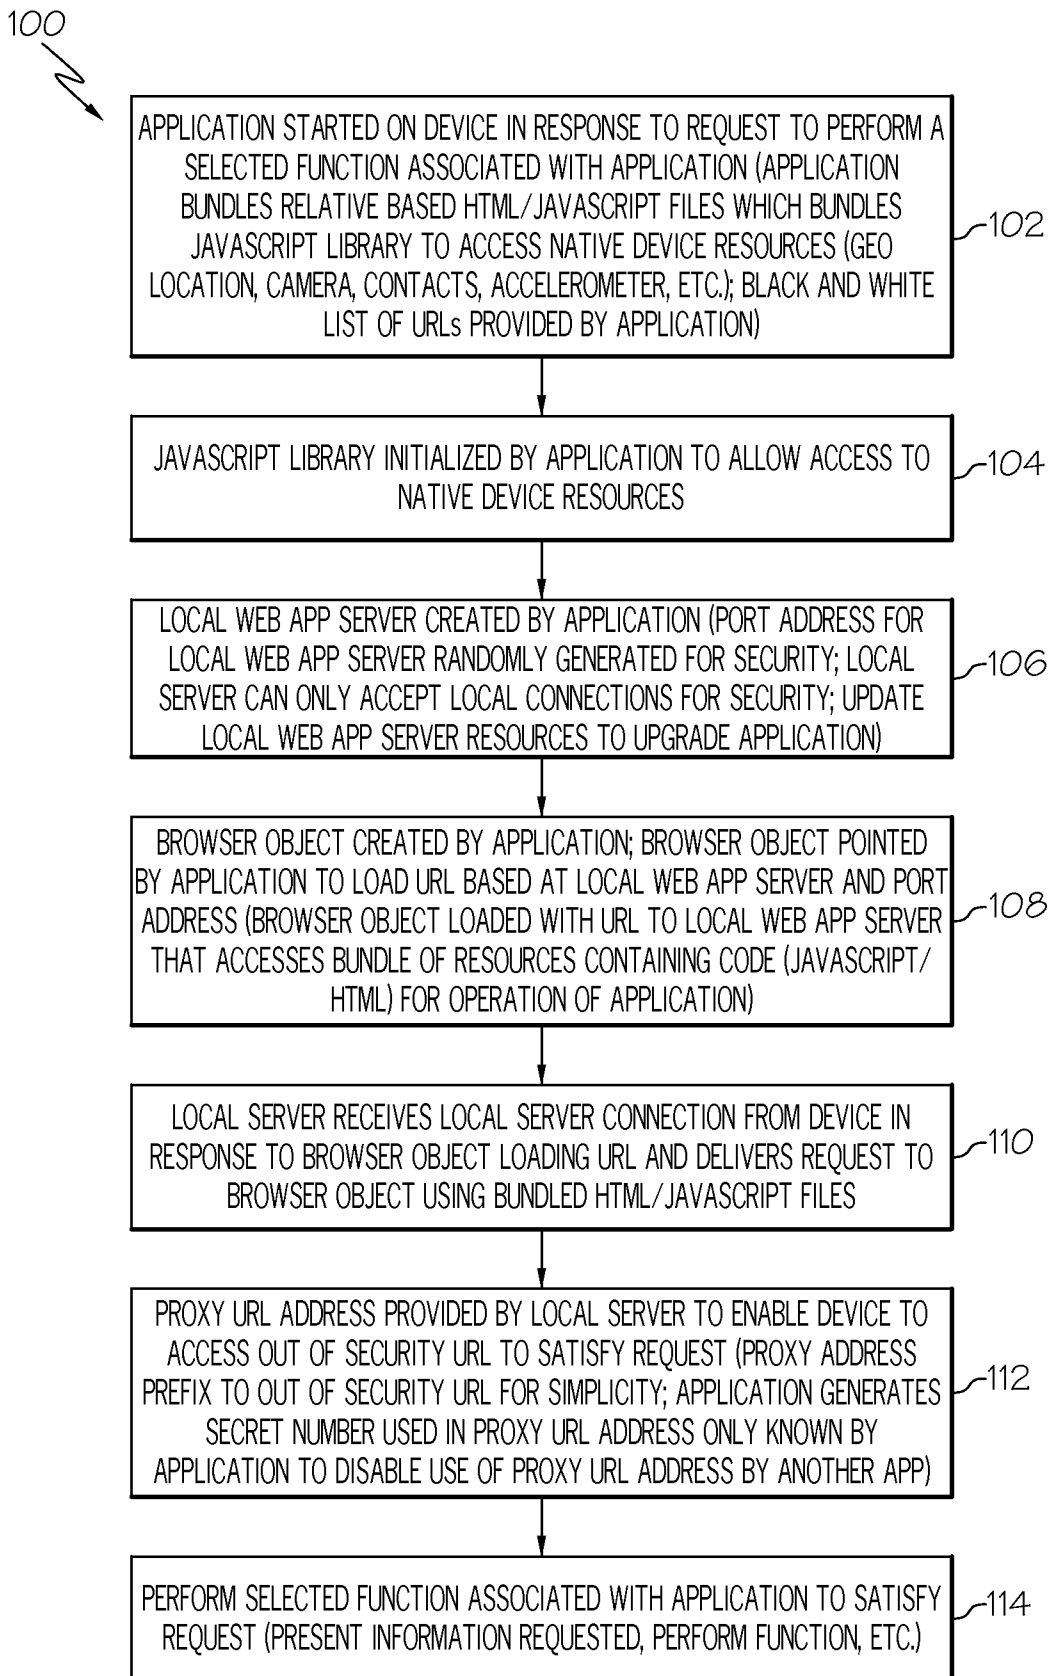 100
APPLICATION STARTED ON DEVICE IN RESPONSE TO REQUEST TO PERFORM A
SELECTED FUNCTION ASSOCIATED WITH APPLICATION (APPLICATION
BUNDLES RELATIVE BASED HTML/JAVASCRIPT FILES WHICH BUNDLES
JAVASCRIPT LIBRARY TO ACCESS NATIVE DEVICE RESOURCES (GEO
LOCATION, CAMERA, CONTACTS, ACCELEROMETER, ETC.); BLACK AND WHITE
LIST OF URLs PROVIDED BY APPLICATION)
102
JAVASCRIPT LIBRARY INITIALIZED BY APPLICATION TO ALLOW ACCESS TO
NATIVE DEVICE RESOURCES
104
LOCAL WEB APP SERVER CREATED BY APPLICATION (PORT ADDRESS FOR
LOCAL WEB APP SERVER RANDOMLY GENERATED FOR SECURITY; LOCAL
SERVER CAN ONLY ACCEPT LOCAL CONNECTIONS FOR SECURITY; UPDATE
LOCAL WEB APP SERVER RESOURCES TO UPGRADE APPLICATION)
106
BROWSER OBJECT CREATED BY APPLICATION; BROWSER OBJECT POINTED
BY APPLICATION TO LOAD URL BASED AT LOCAL WEB APP SERVER AND PORT
ADDRESS (BROWSER OBJECT LOADED WITH URL TO LOCAL WEB APP SERVER
THAT ACCESSES BUNDLE OF RESOURCES CONTAINING CODE (JAVASCRIPT/
HTML) FOR OPERATION OF APPLICATION)
108
LOCAL SERVER RECEIVES LOCAL SERVER CONNECTION FROM DEVICE IN
RESPONSE TO BROWSER OBJECT LOADING URL AND DELIVERS REQUEST TO
BROWSER OBJECT USING BUNDLED HTML/JAVASCRIPT FILES
110
PROXY URL ADDRESS PROVIDED BY LOCAL SERVER TO ENABLE DEVICE TO
ACCESS OUT OF SECURITY URL TO SATISFY REQUEST (PROXY ADDRESS
PREFIX TO OUT OF SECURITY URL FOR SIMPLICITY; APPLICATION GENERATES
SECRET NUMBER USED IN PROXY URL ADDRESS ONLY KNOWN BY
APPLICATION TO DISABLE USE OF PROXY URL ADDRESS BY ANOTHER APP)
112
PERFORM SELECTED FUNCTION ASSOCIATED WITH APPLICATION TO SATISFY
REQUEST (PRESENT INFORMATION REQUESTED, PERFORM FUNCTION, ETC.)
114